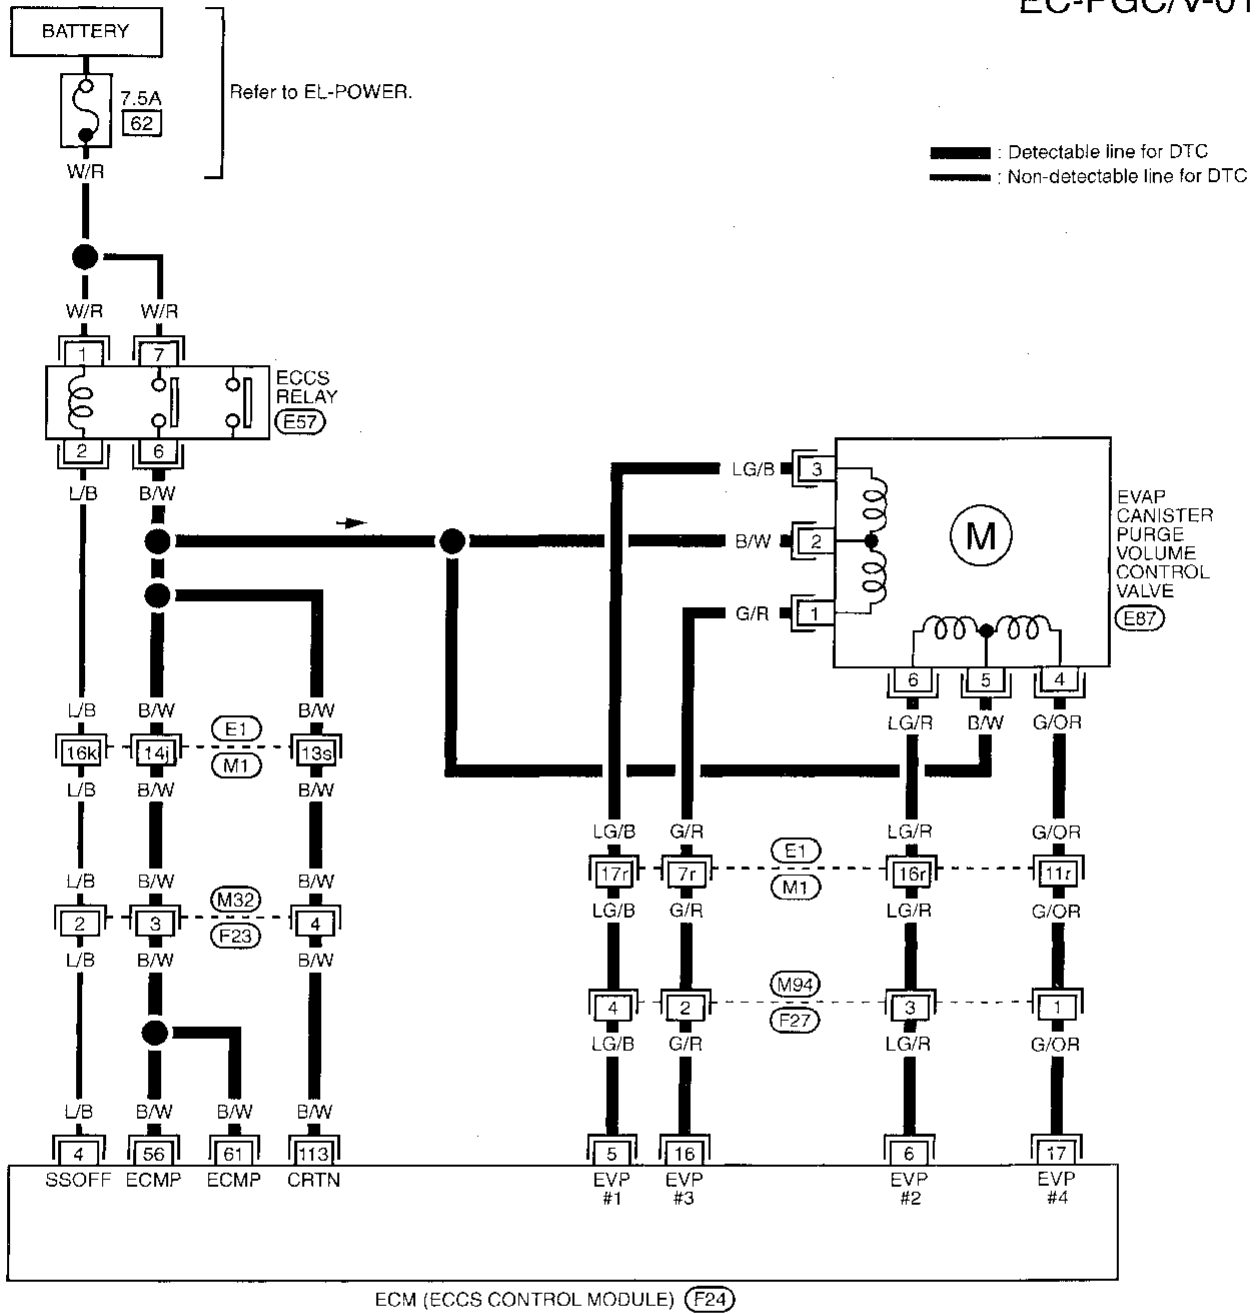 EC-PGC/V-01
BATTERY
7.5A
62
Refer to EL-POWER.
: Detectable line for DTC
: Non-detectable line for DTC
W/R
W/R W/R
1 7
ECCS
RELAY
E57
2 6
L/B B/W
LG/B 3
B/W 2
G/R 1
M
EVAP
CANISTER
PURGE
VOLUME
CONTROL
VALVE
E87
6 5 4
LG/R B/W G/OR
L/B B/W B/W
E1
16k 14j 13s
M1
L/B B/W B/W
LG/B G/R LG/R G/OR
E1
17r 7r 16r 11r
M1
LG/B G/R LG/R G/OR
L/B B/W B/W
M32
2 3 4
F23
L/B B/W B/W
M94
4 2 3 1
F27
LG/B G/R LG/R G/OR
L/B B/W B/W B/W
4 56 61 113 5 16 6 17
SSOFF ECMP ECMP CRTN
EVP
#1
EVP
#3
EVP
#2
EVP
#4
ECM (ECCS CONTROL MODULE) F24